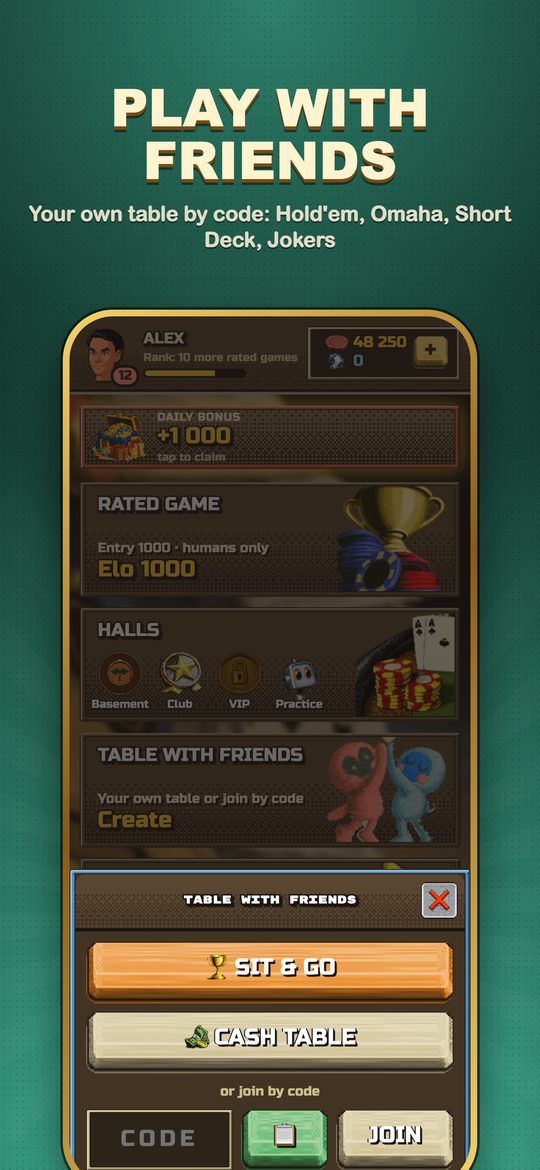 PLAY WITH
FRIENDS
Your own table by code: Hold'em, Omaha, Short
Deck, Jokers
ALEX
Rank: 10 more rated games
12
48 250
0
+
DAILY BONUS
+1 000
tap to claim
RATED GAME
Entry 1000 · humans only
Elo 1000
HALLS
Basement Club VIP Practice
A A
TABLE WITH FRIENDS
Your own table or join by code
Create
TABLE WITH FRIENDS
SIT & GO
CASH TABLE
or join by code
CODE
JOIN